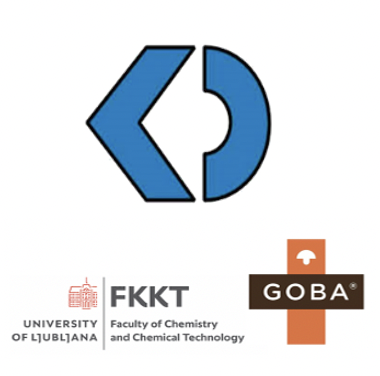 FKKT
UNIVERSITY
OF LJUBLJANA
Faculty of Chemistry
and Chemical Technology
GOBA®